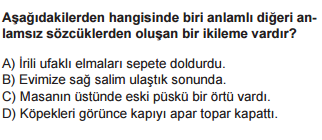 Aşağıdakilerden hangisinde biri anlamlı diğeri an-
lamsız sözcüklerden oluşan bir ikileme vardır?
A) İrili ufaklı elmaları sepete doldurdu.
B) Evimize sağ salim ulaştık sonunda.
C) Masanın üstünde eski püskü bir örtü vardı.
D) Köpekleri görünce kapıyı apar topar kapattı.